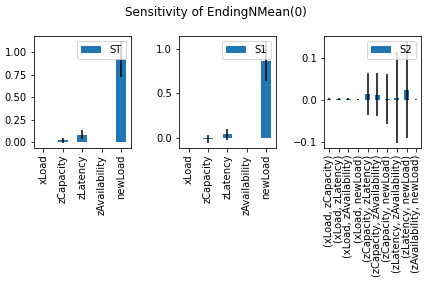 Sensitivity of EndingNMean(0)
ST
1.00
0.75
0.50
0.25
0.00
xLoad
zCapacity
zLatency
zAvailability
newLoad
S1
1.0
0.5
0.0
xLoad
zCapacity
zLatency
zAvailability
newLoad
S2
0.1
0.0
−0.1
(xLoad, zCapacity)
(xLoad, zLatency)
(xLoad, zAvailability)
(xLoad, newLoad)
(zCapacity, zLatency)
(zCapacity, zAvailability)
(zCapacity, newLoad)
(zLatency, zAvailability)
(zLatency, newLoad)
(zAvailability, newLoad)